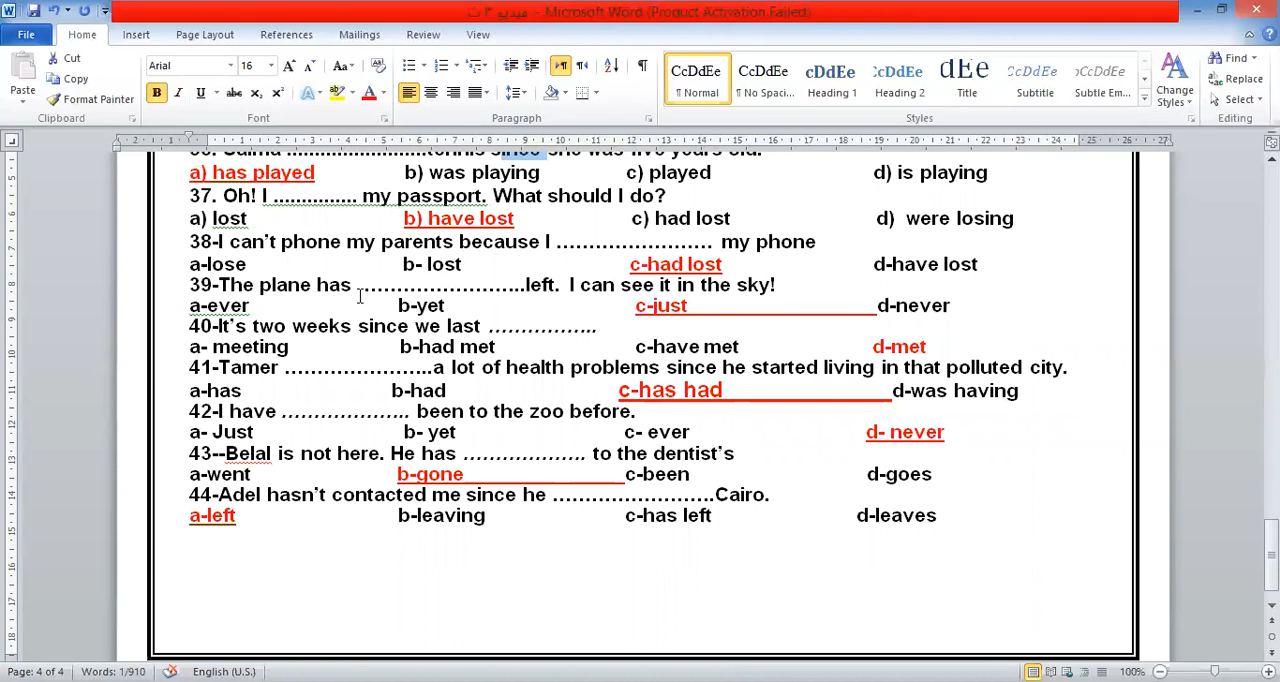 فيديو ٣ ث - Microsoft Word (Product Activation Failed)
File Home Insert Page Layout References Mailings Review View
Paste Cut Copy Format Painter Clipboard
Arial 16 Font
Paragraph
AaBbCcDdEe
¶ Normal ¶ No Spaci... Heading 1 Heading 2 Title Subtitle Subtle Em... Change Styles Styles
Find Replace Select Editing
since she was five years old.
a) has played b) was playing c) played d) is playing
37. Oh! I ............... my passport. What should I do?
a) lost b) have lost c) had lost d) were losing
38-I can’t phone my parents because I …………………… my phone
a-lose b- lost c-had lost d-have lost
39-The plane has …………………….left. I can see it in the sky!
a-ever b-yet c-just d-never
40-It’s two weeks since we last ……………..
a- meeting b-had met c-have met d-met
41-Tamer …………………..a lot of health problems since he started living in that polluted city.
a-has b-had c-has had d-was having
42-I have …………….. been to the zoo before.
a- Just b- yet c- ever d- never
43--Belal is not here. He has ………………. to the dentist’s
a-went b-gone c-been d-goes
44-Adel hasn’t contacted me since he …………………….Cairo.
a-left b-leaving c-has left d-leaves
Page: 4 of 4 Words: 1/910 English (U.S.) 100%